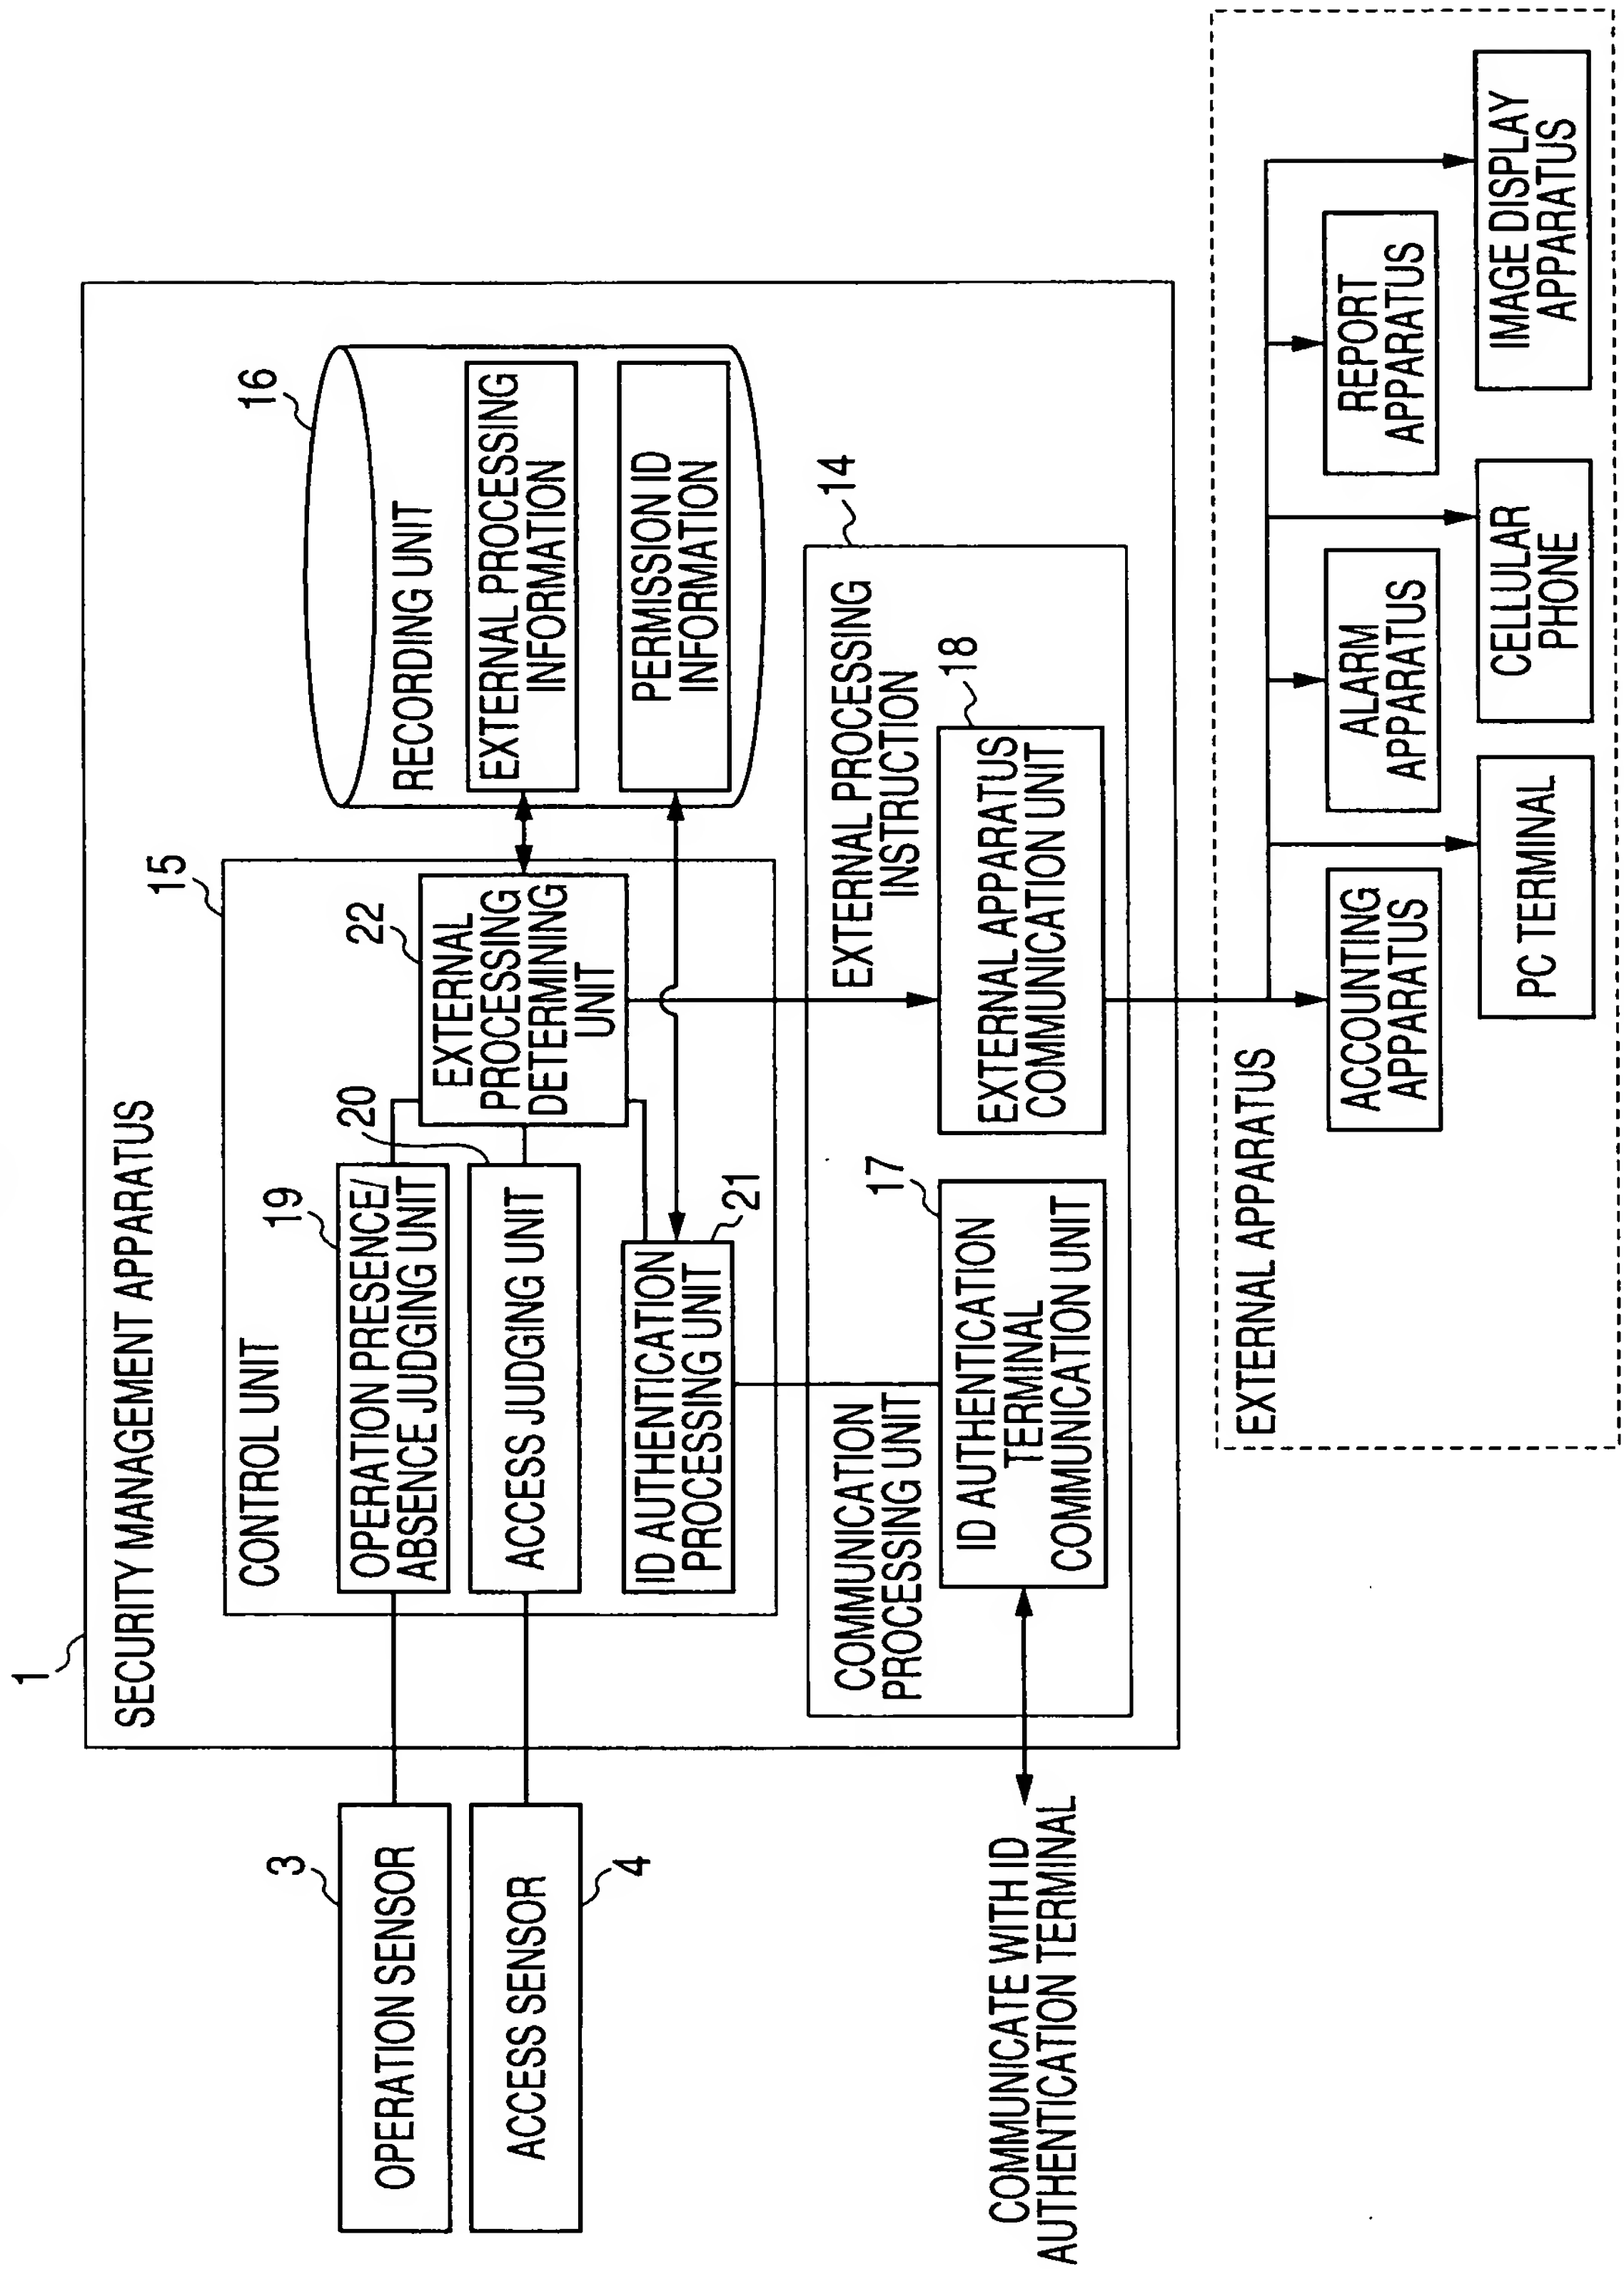 1
SECURITY MANAGEMENT APPARATUS
15
CONTROL UNIT
3
OPERATION SENSOR
19
OPERATION PRESENCE/
ABSENCE JUDGING UNIT
4
ACCESS SENSOR
20
ACCESS JUDGING UNIT
21
ID AUTHENTICATION
PROCESSING UNIT
22
EXTERNAL
PROCESSING
DETERMINING
UNIT
16
RECORDING UNIT
EXTERNAL PROCESSING
INFORMATION
PERMISSION ID
INFORMATION
14
COMMUNICATION
PROCESSING UNIT
EXTERNAL PROCESSING
INSTRUCTION
17
ID AUTHENTICATION
TERMINAL
COMMUNICATION UNIT
18
EXTERNAL APPARATUS
COMMUNICATION UNIT
COMMUNICATE WITH ID
AUTHENTICATION TERMINAL
EXTERNAL APPARATUS
ACCOUNTING
APPARATUS
ALARM
APPARATUS
REPORT
APPARATUS
PC TERMINAL
CELLULAR
PHONE
IMAGE DISPLAY
APPARATUS